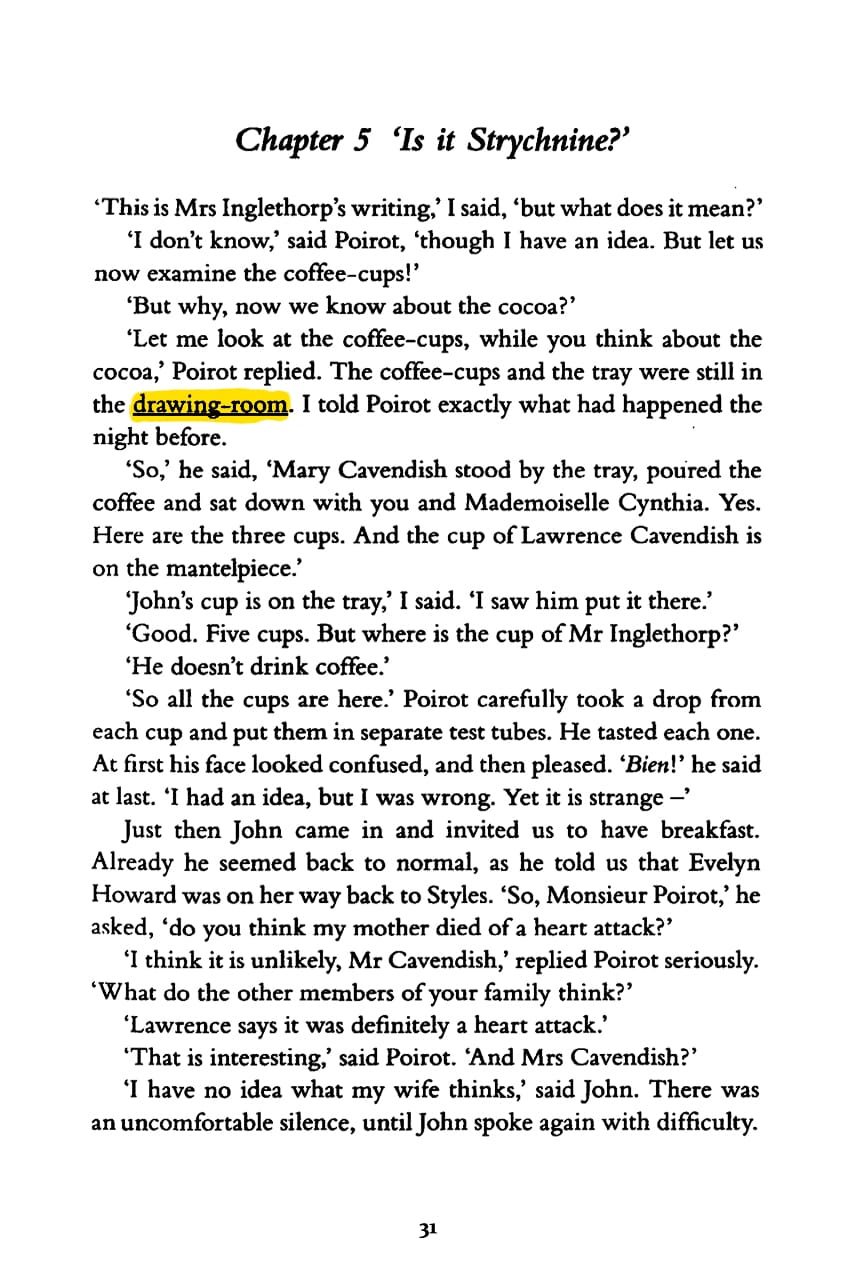 Chapter 5 ‘Is it Strychnine?’
‘This is Mrs Inglethorp’s writing,’ I said, ‘but what does it mean?’
‘I don’t know,’ said Poirot, ‘though I have an idea. But let us
now examine the coffee-cups!’
‘But why, now we know about the cocoa?’
‘Let me look at the coffee-cups, while you think about the
cocoa,’ Poirot replied. The coffee-cups and the tray were still in
the drawing-room. I told Poirot exactly what had happened the
night before.
‘So,’ he said, ‘Mary Cavendish stood by the tray, poured the
coffee and sat down with you and Mademoiselle Cynthia. Yes.
Here are the three cups. And the cup of Lawrence Cavendish is
on the mantelpiece.’
‘John’s cup is on the tray,’ I said. ‘I saw him put it there.’
‘Good. Five cups. But where is the cup of Mr Inglethorp?’
‘He doesn’t drink coffee.’
‘So all the cups are here.’ Poirot carefully took a drop from
each cup and put them in separate test tubes. He tasted each one.
At first his face looked confused, and then pleased. ‘Bien!’ he said
at last. ‘I had an idea, but I was wrong. Yet it is strange –’
Just then John came in and invited us to have breakfast.
Already he seemed back to normal, as he told us that Evelyn
Howard was on her way back to Styles. ‘So, Monsieur Poirot,’ he
asked, ‘do you think my mother died of a heart attack?’
‘I think it is unlikely, Mr Cavendish,’ replied Poirot seriously.
‘What do the other members of your family think?’
‘Lawrence says it was definitely a heart attack.’
‘That is interesting,’ said Poirot. ‘And Mrs Cavendish?’
‘I have no idea what my wife thinks,’ said John. There was
an uncomfortable silence, until John spoke again with difficulty.
31